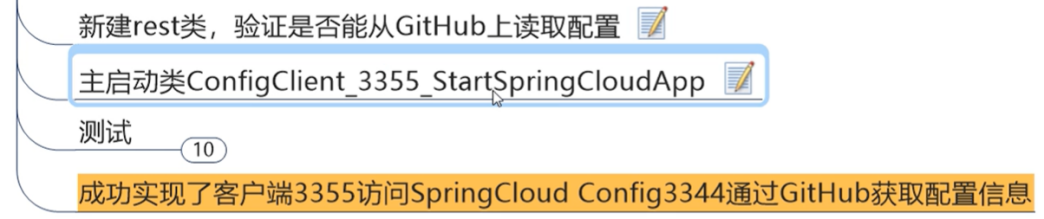 新建rest类，验证是否能从GitHub上读取配置
主启动类ConfigClient_3355_StartSpringCloudApp
测试
10
成功实现了客户端3355访问SpringCloud Config3344通过GitHub获取配置信息